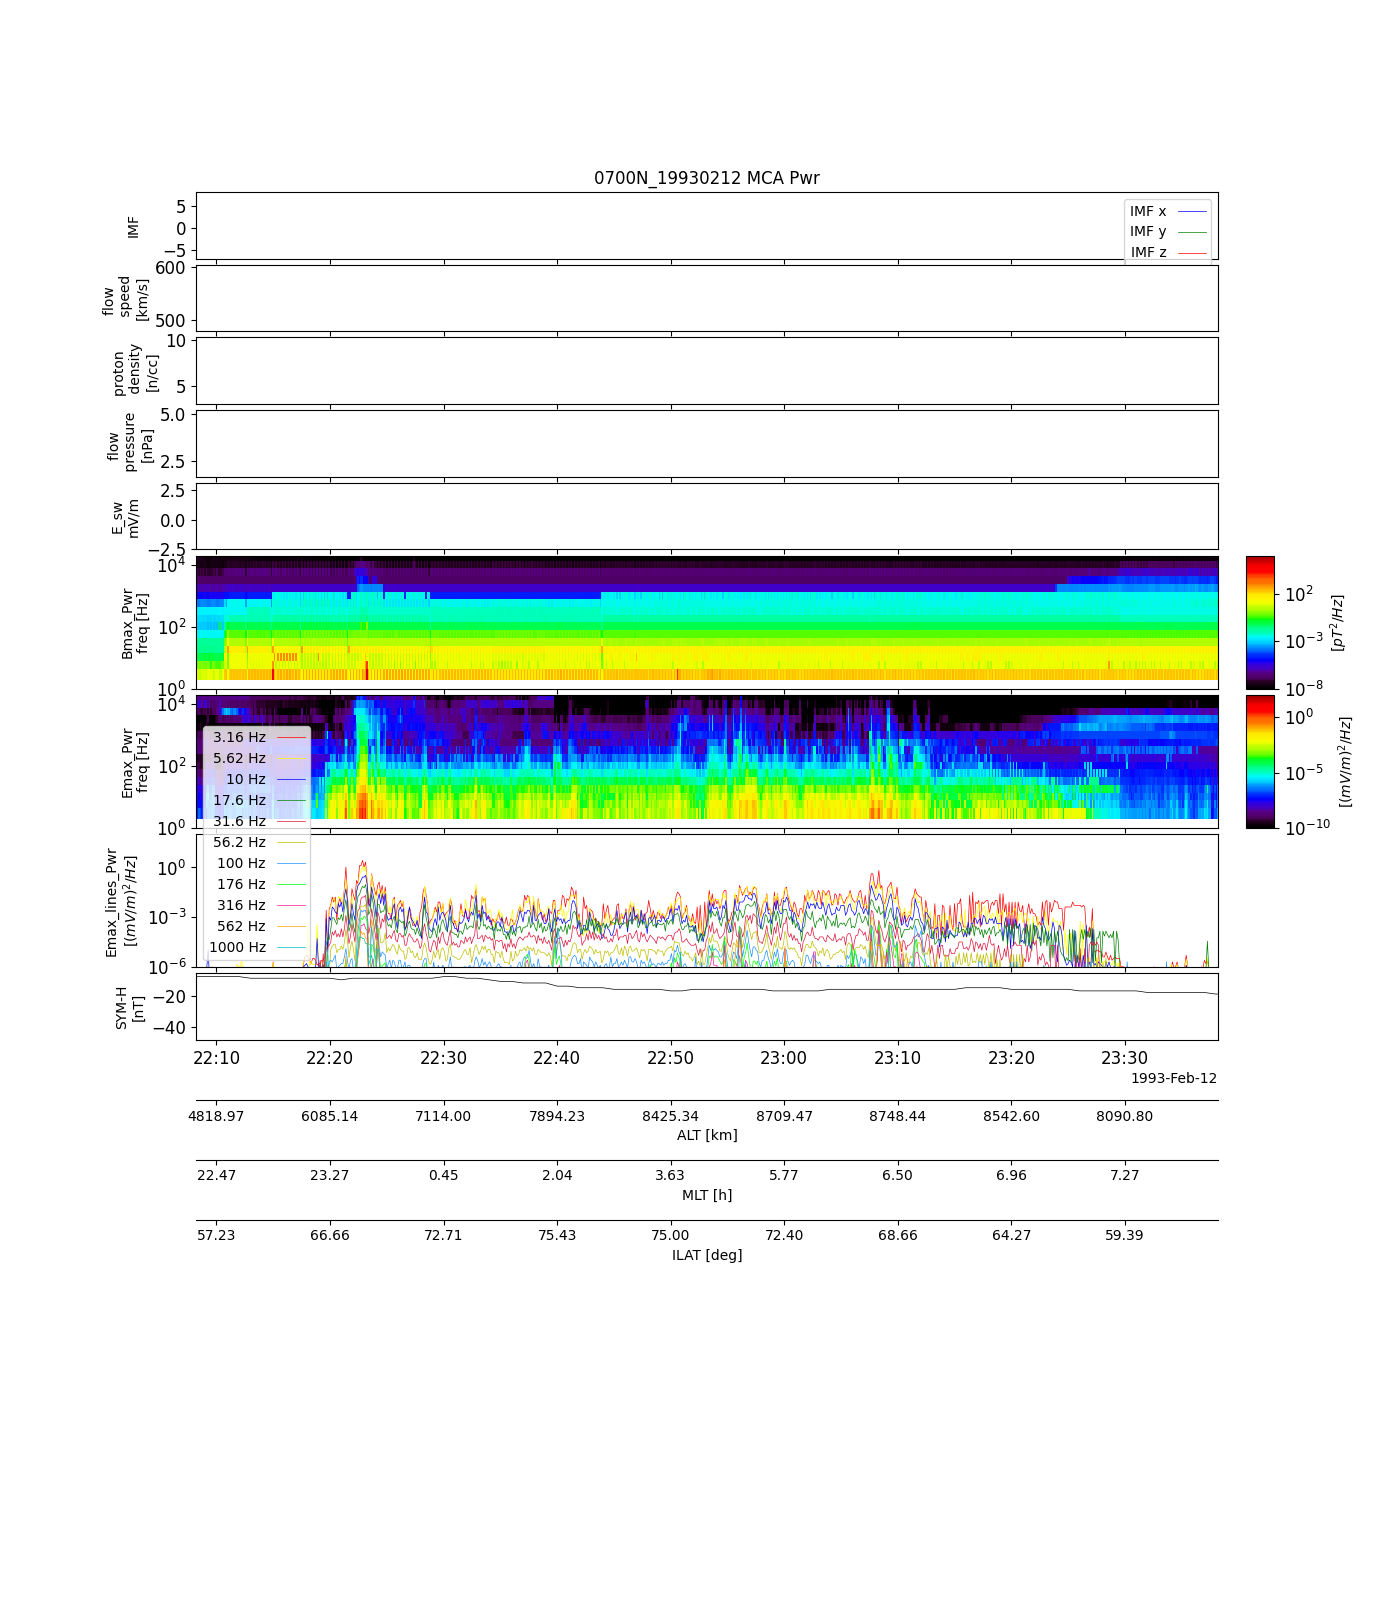 0700N_19930212 MCA Pwr
IMF
5
0
−5
IMF x
IMF y
IMF z
flow
speed
[km/s]
600
500
proton
density
[n/cc]
10
5
flow
pressure
[nPa]
5.0
2.5
E_sw
mV/m
2.5
0.0
−2.5
Bmax_Pwr
freq [Hz]
10^4
10^2
10^0
10^2
10^−3
10^−8
[pT^2/Hz]
Emax_Pwr
freq [Hz]
10^4
10^2
10^0
10^0
10^−5
10^−10
[(mV/m)^2/Hz]
3.16 Hz
5.62 Hz
10 Hz
17.6 Hz
31.6 Hz
56.2 Hz
100 Hz
176 Hz
316 Hz
562 Hz
1000 Hz
Emax_lines_Pwr
[(mV/m)^2/Hz]
10^0
10^−3
10^−6
SYM-H
[nT]
−20
−40
22:10 22:20 22:30 22:40 22:50 23:00 23:10 23:20 23:30
1993-Feb-12
4818.97 6085.14 7114.00 7894.23 8425.34 8709.47 8748.44 8542.60 8090.80
ALT [km]
22.47 23.27 0.45 2.04 3.63 5.77 6.50 6.96 7.27
MLT [h]
57.23 66.66 72.71 75.43 75.00 72.40 68.66 64.27 59.39
ILAT [deg]